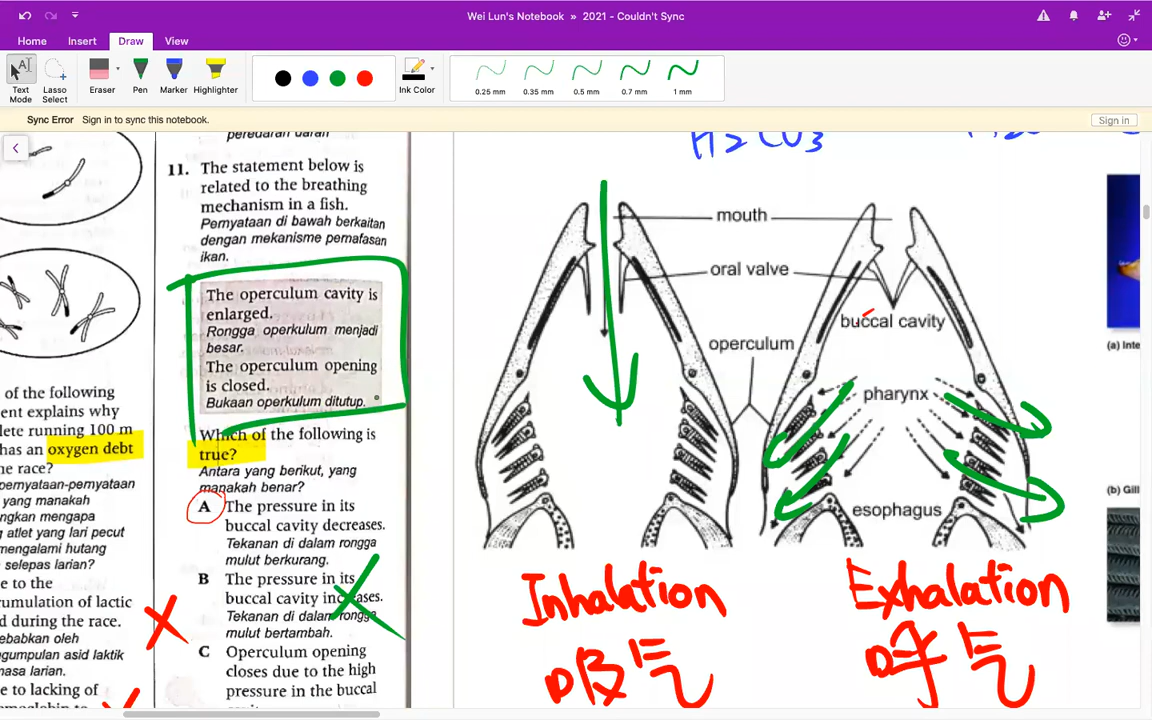 Wei Lun's Notebook » 2021 - Couldn't Sync
Home Insert Draw View
Text Mode
Lasso Select
Eraser
Pen
Marker
Highlighter
Ink Color
0.25 mm
0.35 mm
0.5 mm
0.7 mm
1 mm
Sync Error Sign in to sync this notebook.
Sign in
peredaran darah
11. The statement below is
related to the breathing
mechanism in a fish.
Pernyataan di bawah berkaitan
dengan mekanisme pernafasan
ikan.
The operculum cavity is
enlarged.
Rongga operkulum menjadi
besar.
The operculum opening
is closed.
Bukaan operkulum ditutup.
Which of the following is
true?
Antara yang berikut, yang
manakah benar?
A The pressure in its
buccal cavity decreases.
Tekanan di dalam rongga
mulut berkurang.
B The pressure in its
buccal cavity increases.
Tekanan di dalam rongga
mulut bertambah.
C Operculum opening
closes due to the high
pressure in the buccal
of the following
ent explains why
lete running 100 m
has an oxygen debt
he race?
pernyataan-pernyataan
yang manakah
ngkan mengapa
g atlet yang lari pecut
mengalami hutang
selepas larian?
e to the
umulation of lactic
d during the race.
ebabkan oleh
gumpulan asid laktik
masa larian.
e to lacking of
H2CO3
mouth
oral valve
buccal cavity
operculum
pharynx
esophagus
Inhalation
吸气
Exhalation
呼气
(a) Inte
(b) Gill